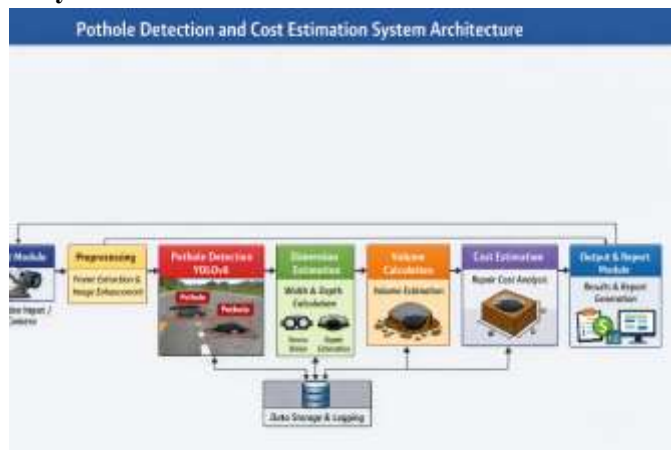 Pothole Detection and Cost Estimation System Architecture
Module
Preprocessing
Frame Extraction &
Image Enhancement
Pothole Detection
YOLOv8
Pothole
Pothole
Dimension
Estimation
Width & Depth
Calculation
Estimation
Volume
Calculation
Volume Estimation
Cost Estimation
Repair Cost Analysis
Output & Report
Module
Results & Report
Generation
Data Storage & Logging